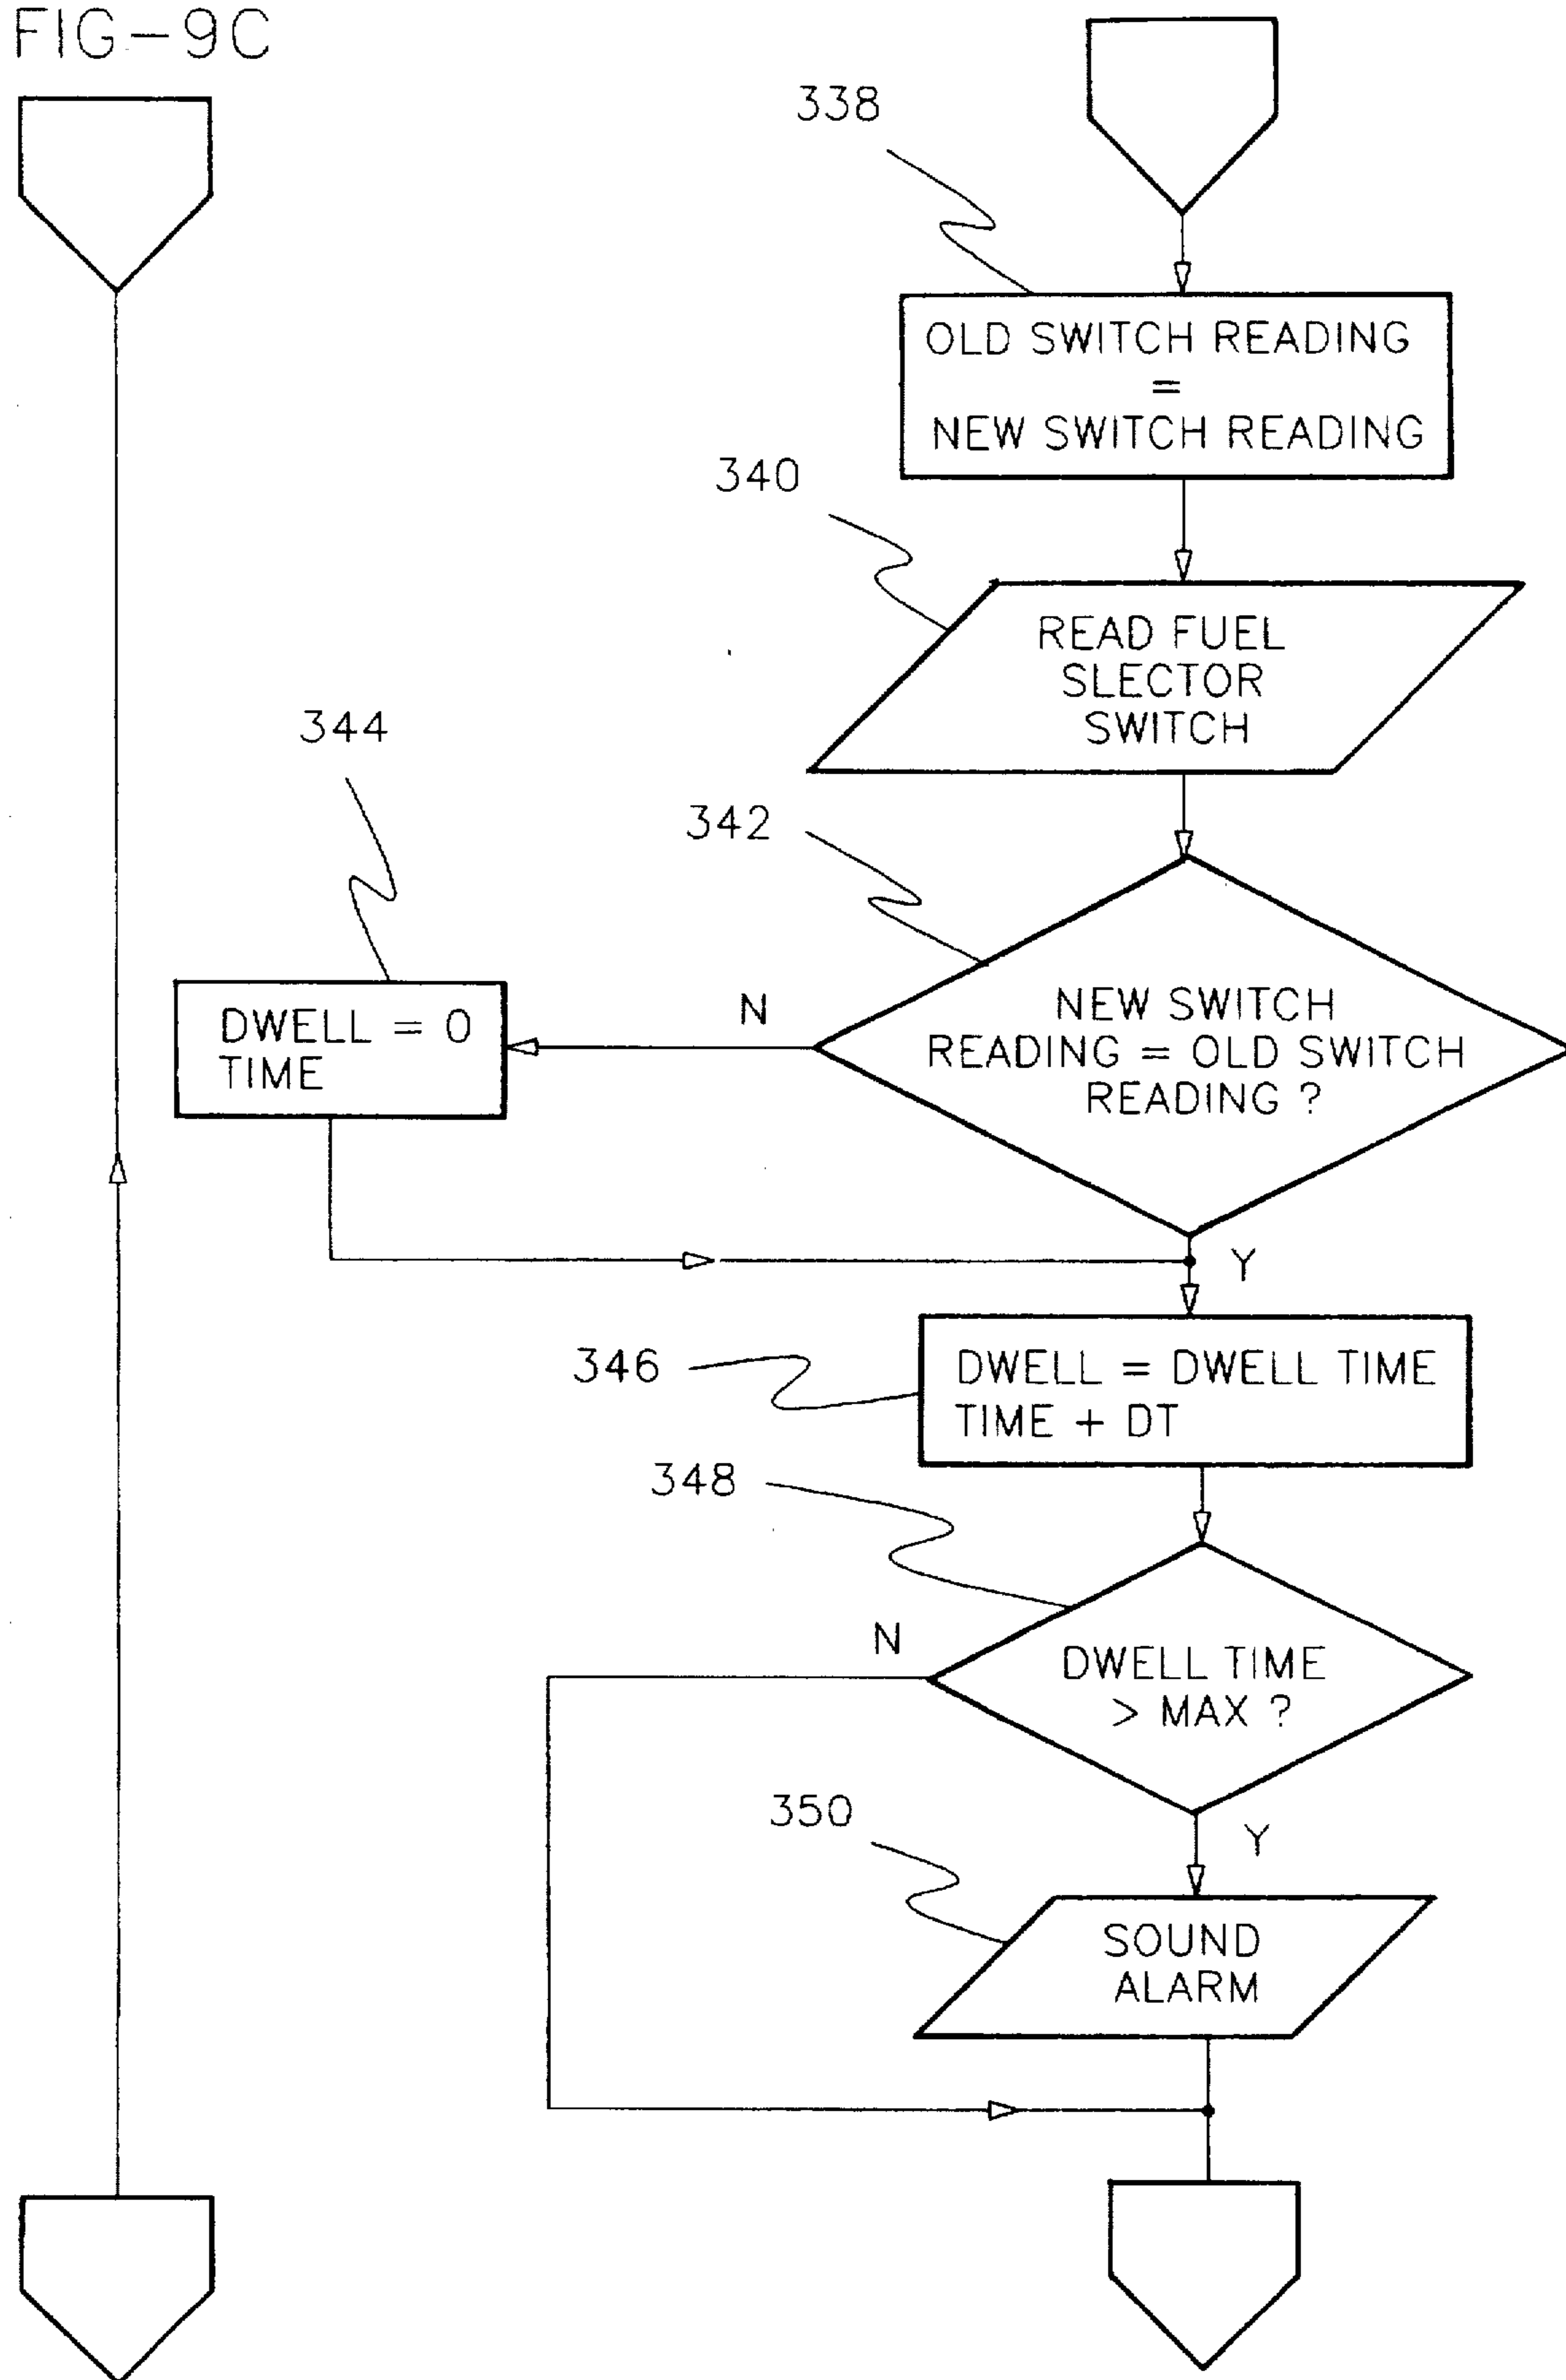 FIG-9C
338
OLD SWITCH READING
=
NEW SWITCH READING
340
READ FUEL
SLECTOR
SWITCH
342
NEW SWITCH
READING = OLD SWITCH
READING ?
N
344
DWELL = 0
TIME
Y
346
DWELL = DWELL TIME
TIME + DT
348
DWELL TIME
> MAX ?
N
Y
350
SOUND
ALARM